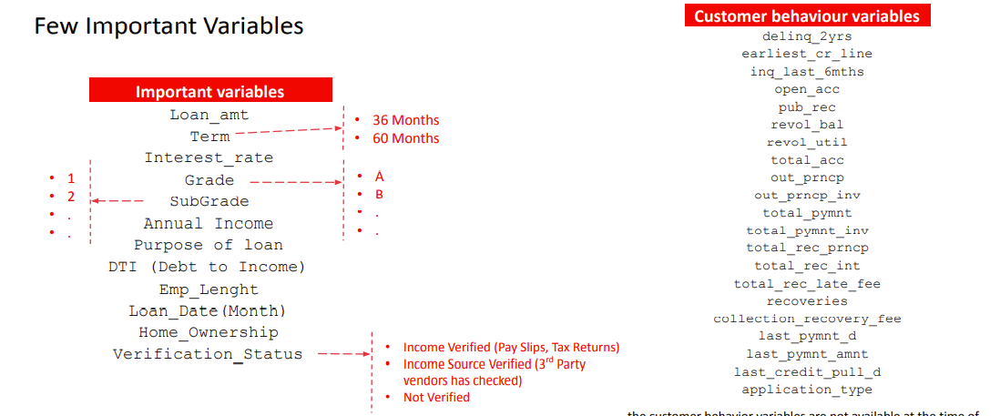 Few Important Variables
Important variables
Loan_amt
Term
Interest_rate
Grade
SubGrade
Annual Income
Purpose of loan
DTI (Debt to Income)
Emp_Lenght
Loan_Date(Month)
Home_Ownership
Verification_Status
• 36 Months
• 60 Months
• 1
• 2
• .
• .
• A
• B
• .
• .
• Income Verified (Pay Slips, Tax Returns)
• Income Source Verified (3rd Party
vendors has checked)
• Not Verified
Customer behaviour variables
delinq_2yrs
earliest_cr_line
inq_last_6mths
open_acc
pub_rec
revol_bal
revol_util
total_acc
out_prncp
out_prncp_inv
total_pymnt
total_pymnt_inv
total_rec_prncp
total_rec_int
total_rec_late_fee
recoveries
collection_recovery_fee
last_pymnt_d
last_pymnt_amnt
last_credit_pull_d
application_type
the customer behavior variables are not available at the time of